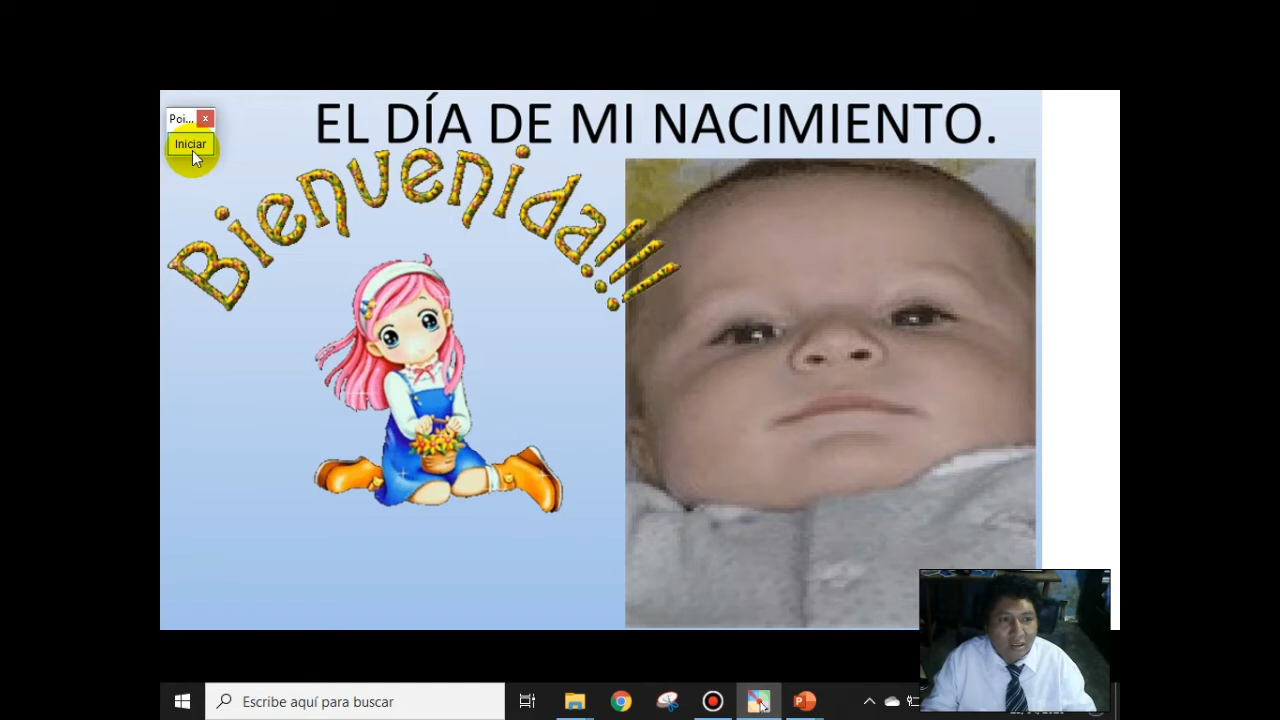 EL DÍA DE MI NACIMIENTO.
Poi...
Iniciar
Bienvenida!!!
Escribe aquí para buscar